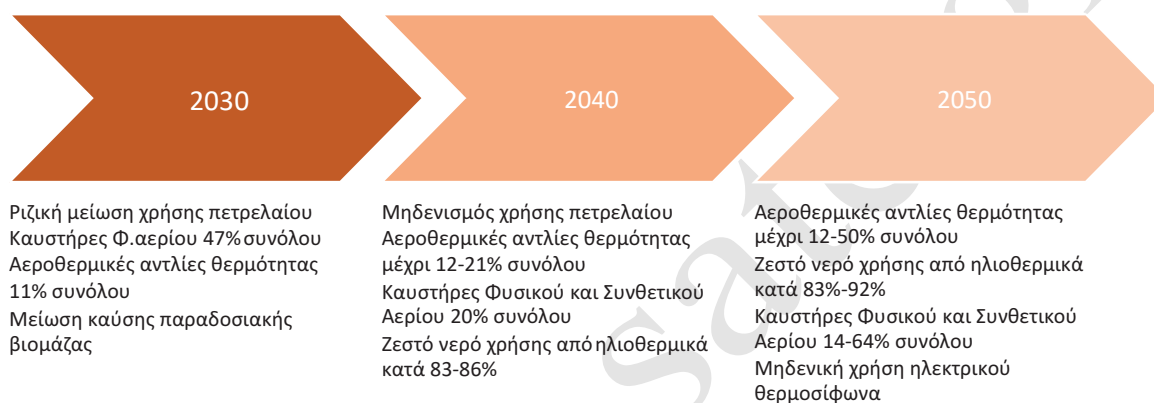 2030
2040
2050
Ριζική μείωση χρήσης πετρελαίου
Καυστήρες Φ.αερίου 47% συνόλου
Αεροθερμικές αντλίες θερμότητας
11% συνόλου
Μείωση καύσης παραδοσιακής
βιομάζας
Μηδενισμός χρήσης πετρελαίου
Αεροθερμικές αντλίες θερμότητας
μέχρι 12-21% συνόλου
Καυστήρες Φυσικού και Συνθετικού
Αερίου 20% συνόλου
Ζεστό νερό χρήσης από ηλιοθερμικά
κατά 83-86%
Αεροθερμικές αντλίες θερμότητας
μέχρι 12-50% συνόλου
Ζεστό νερό χρήσης από ηλιοθερμικά
κατά 83%-92%
Καυστήρες Φυσικού και Συνθετικού
Αερίου 14-64% συνόλου
Μηδενική χρήση ηλεκτρικού
θερμοσίφωνα